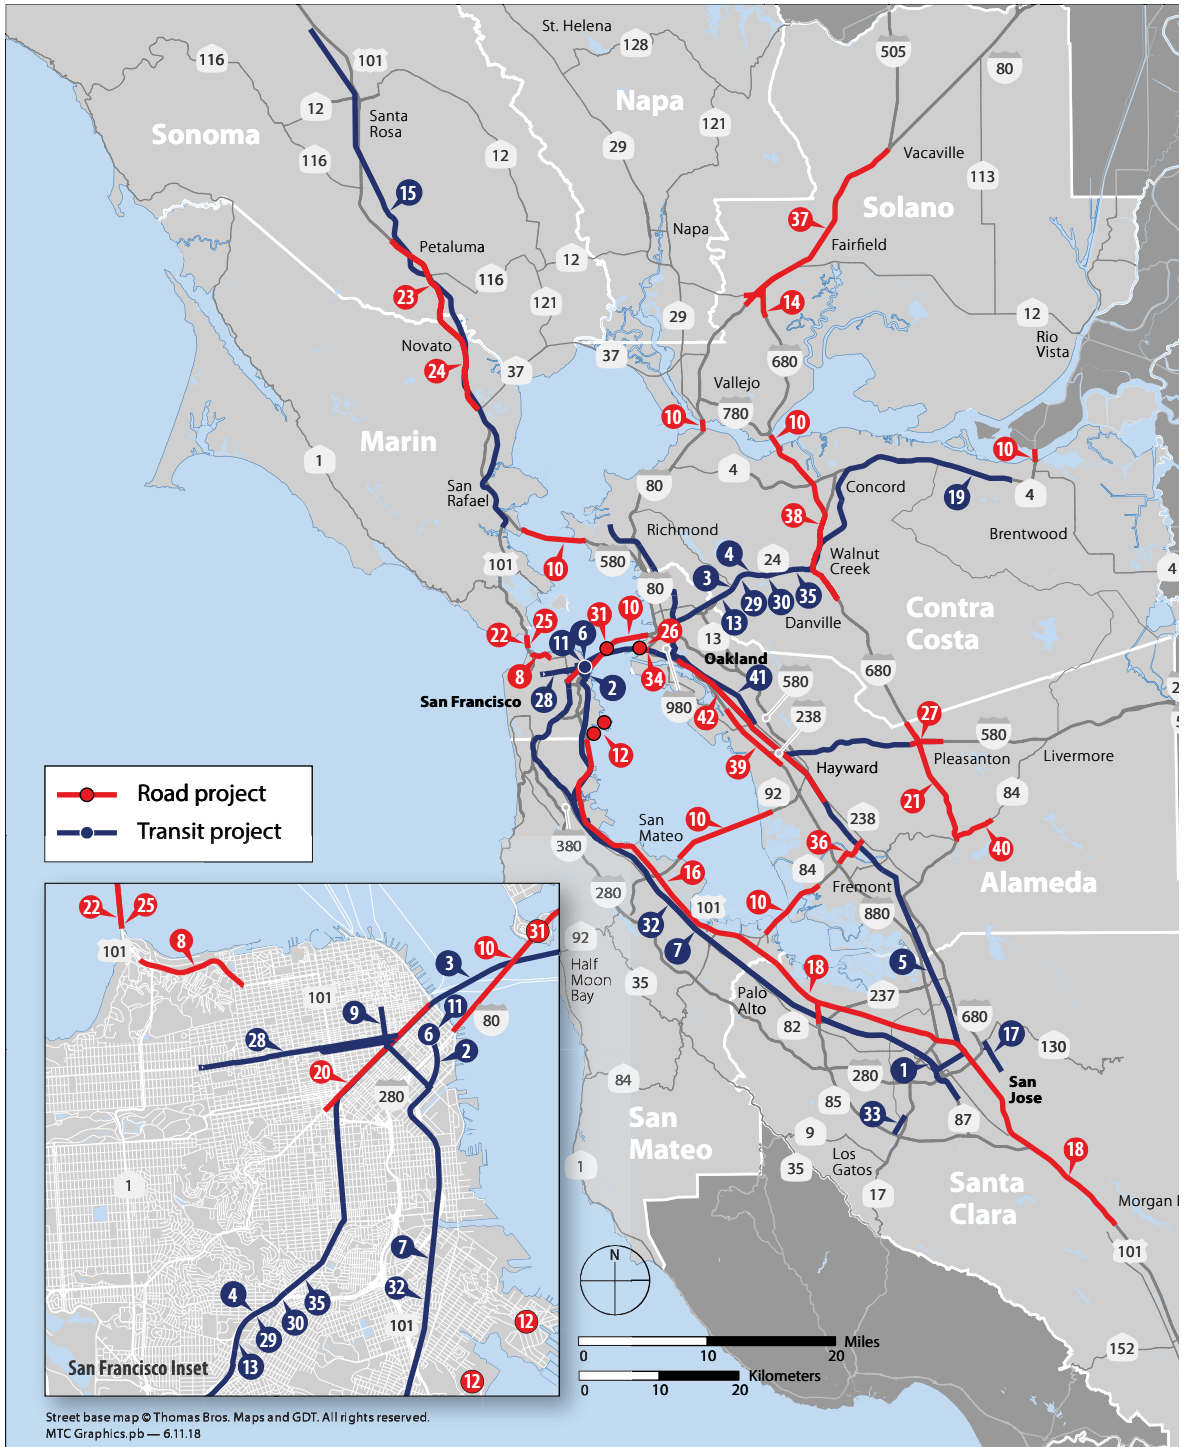 St. Helena
128
505
80
116
101
Napa
12
Santa
Rosa
121
Sonoma
116
12
29
Vacaville
113
15
Solano
37
Napa
Fairfield
Petaluma
12
116
23
121
14
29
12
Rio
Vista
Novato
37
24
37
680
Vallejo
10
780
10
Marin
10
1
4
San
Rafael
80
Concord
19
4
38
Richmond
Brentwood
101
10
580
4
24
Walnut
Creek
4
80
3
29
30
35
Contra
Costa
13
Danville
22
25
31
10
26
13
11
6
Oakland
8
34
41
680
28
2
580
San Francisco
980
42
238
27
580
12
39
Hayward
Pleasanton
Livermore
92
21
84
Road project
San
Mateo
10
238
Transit project
380
36
40
16
84
Fremont
Alameda
280
10
101
880
32
7
22
25
31
92
5
101
8
10
3
Half
Moon
Bay
18
35
Palo
Alto
237
101
9
11
80
82
680
17
28
6
2
130
20
280
1
280
84
San
Jose
85
33
87
San
Mateo
9
Los
Gatos
18
1
1
35
17
Santa
Clara
Morgan
101
7
N
4
35
32
30
29
101
12
13
Miles
0
10
20
152
San Francisco Inset
12
Kilometers
0
10
20
Street base map © Thomas Bros. Maps and GDT. All rights reserved.
MTC Graphics.pb — 6.11.18